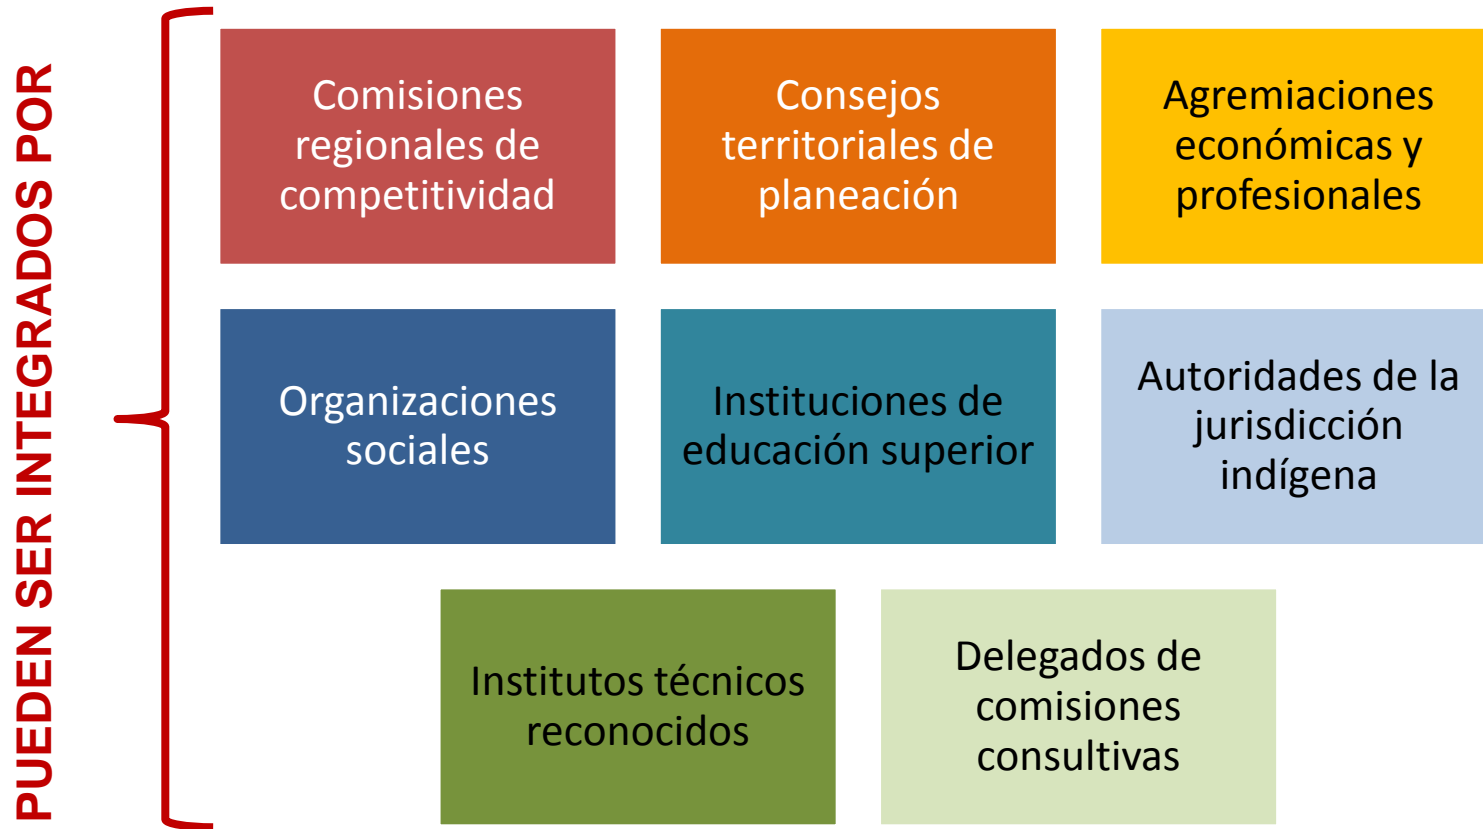 PUEDEN SER INTEGRADOS POR
Comisiones
regionales de
competitividad
Consejos
territoriales de
planeación
Agremiaciones
económicas y
profesionales
Organizaciones
sociales
Instituciones de
educación superior
Autoridades de la
jurisdicción
indígena
Institutos técnicos
reconocidos
Delegados de
comisiones
consultivas